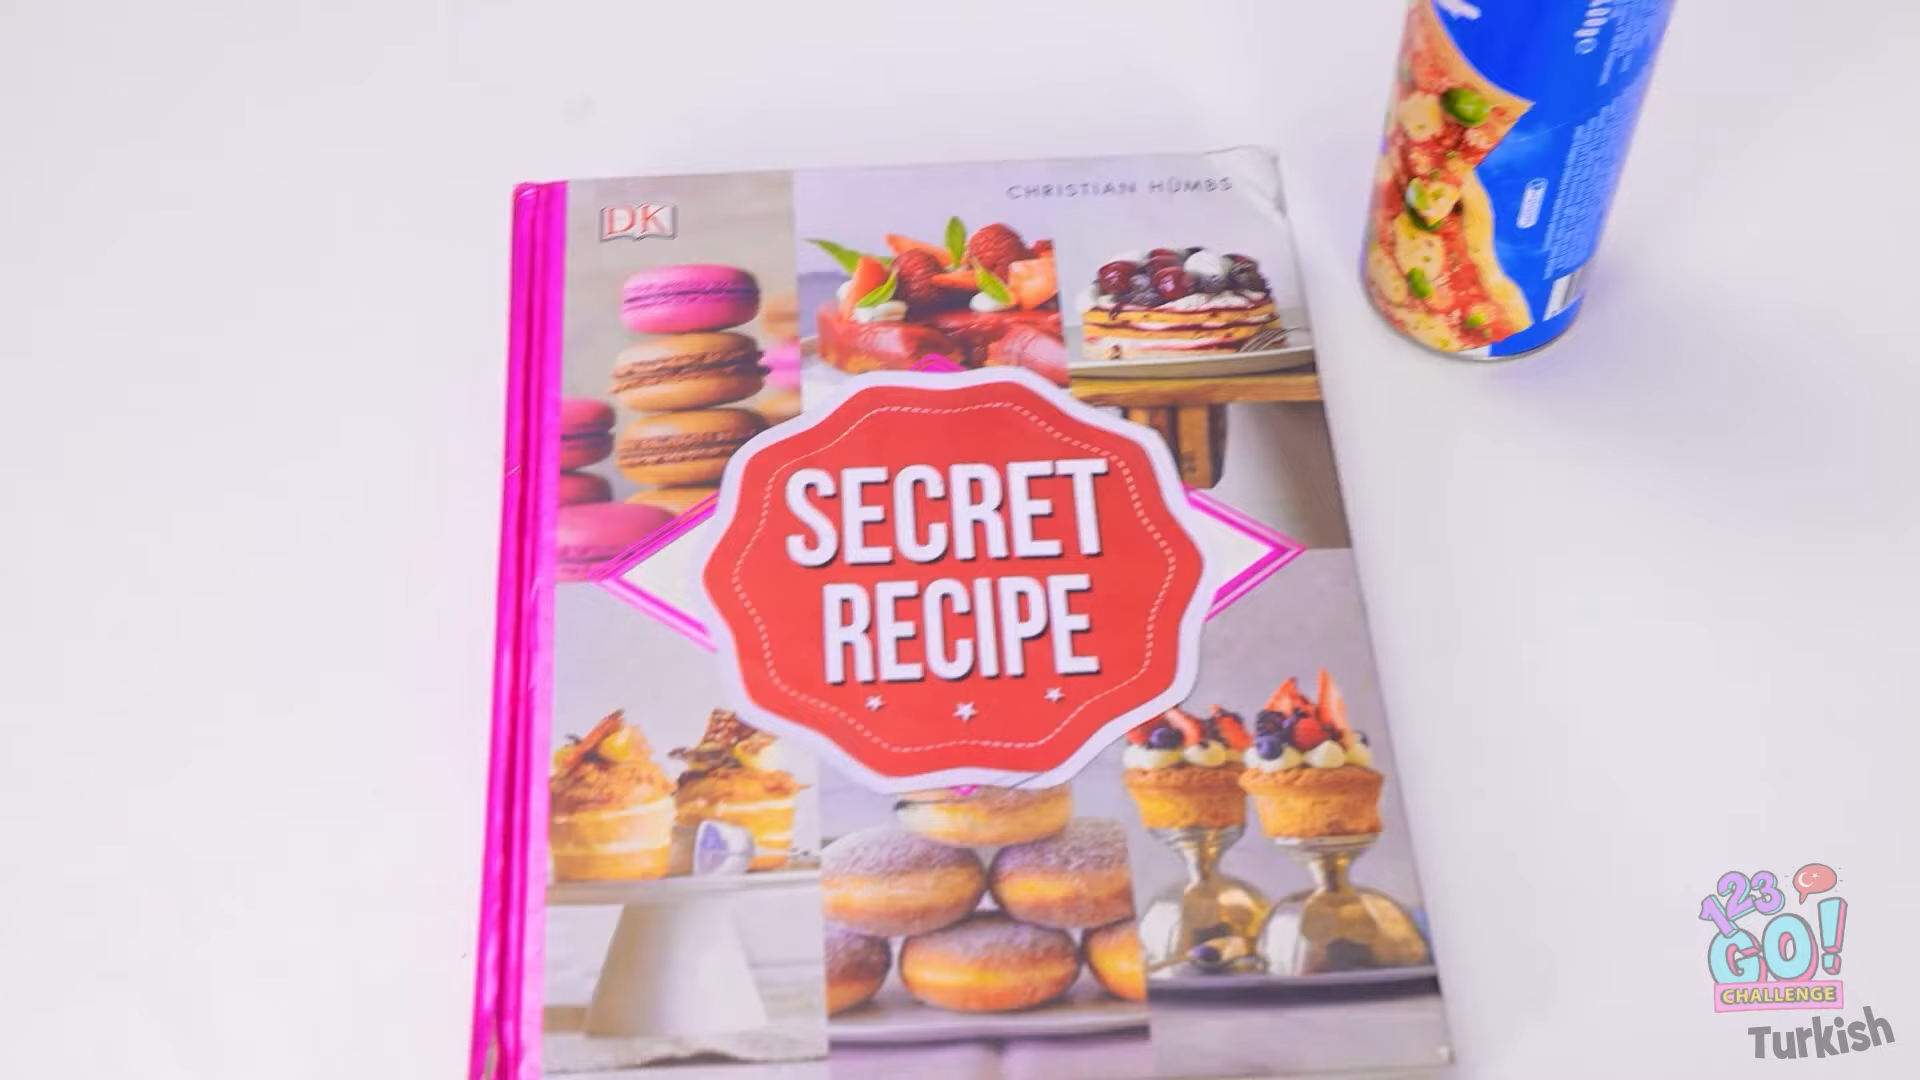 CHRISTIAN HÜMBS
DK
SECRET
RECIPE
123
GO!
CHALLENGE
Turkish